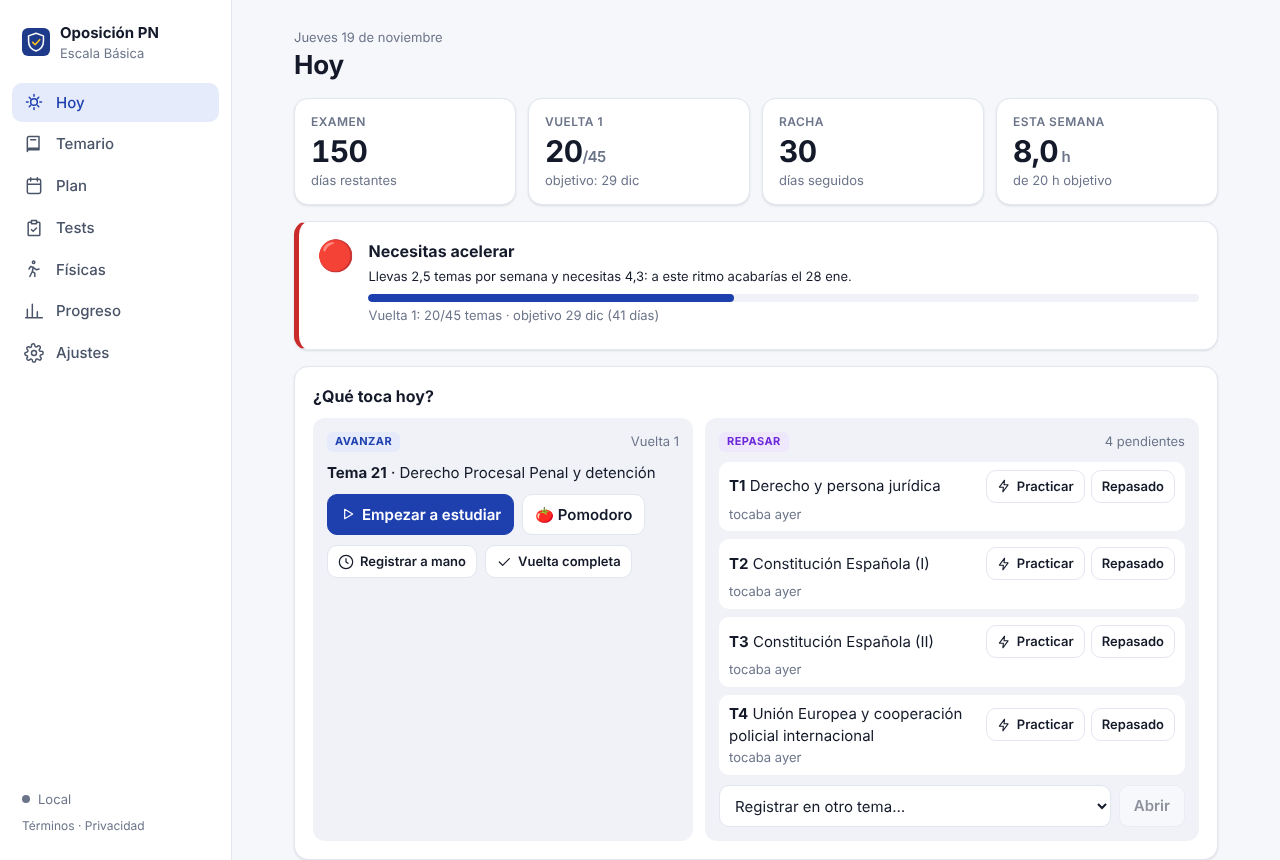 Oposición PN
Escala Básica
Hoy
Temario
Plan
Tests
Físicas
Progreso
Ajustes
Local
Términos · Privacidad
Jueves 19 de noviembre
Hoy
EXAMEN
150
días restantes
VUELTA 1
20/45
objetivo: 29 dic
RACHA
30
días seguidos
ESTA SEMANA
8,0 h
de 20 h objetivo
Necesitas acelerar
Llevas 2,5 temas por semana y necesitas 4,3: a este ritmo acabarías el 28 ene.
Vuelta 1: 20/45 temas · objetivo 29 dic (41 días)
¿Qué toca hoy?
AVANZAR
Vuelta 1
Tema 21 · Derecho Procesal Penal y detención
Empezar a estudiar
Pomodoro
Registrar a mano
Vuelta completa
REPASAR
4 pendientes
T1 Derecho y persona jurídica
Practicar
Repasado
tocaba ayer
T2 Constitución Española (I)
Practicar
Repasado
tocaba ayer
T3 Constitución Española (II)
Practicar
Repasado
tocaba ayer
T4 Unión Europea y cooperación
policial internacional
Practicar
Repasado
tocaba ayer
Registrar en otro tema...
Abrir